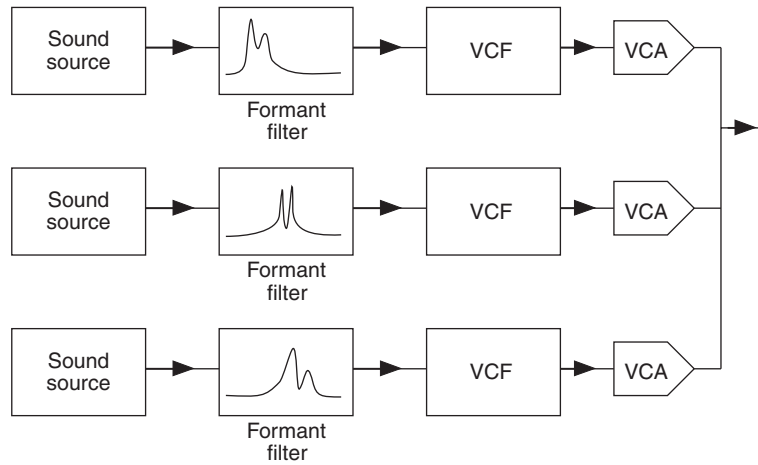 Sound
source
VCF
VCA
Formant
filter
Sound
source
VCF
VCA
Formant
filter
Sound
source
VCF
VCA
Formant
filter